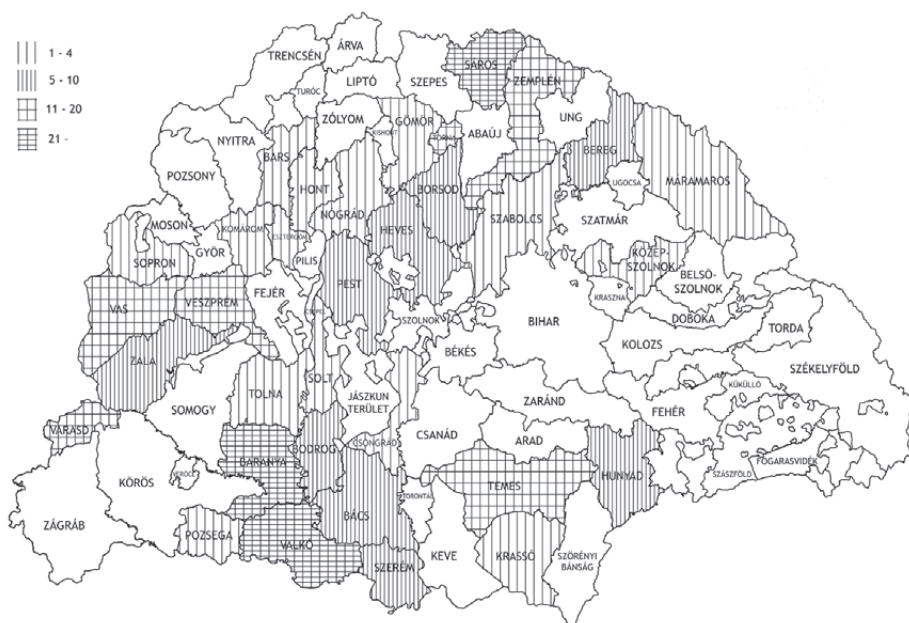 1 - 4
5 - 10
11 - 20
21 -
ÁRVA
TRENCSÉN
LIPTÓ
SZEPES
SÁROS
ZEMPLÉN
TURÓC
ZÓLYOM
KISHONT
GÖMÖR
TORNA
ABAÚJ
UNG
NYITRA
BARS
BEREG
POZSONY
HONT
BORSOD
UGOCSA
MÁRAMAROS
NÓGRÁD
SZABOLCS
MOSON
KOMÁROM
ESZTERGOM
HEVES
SZATMÁR
GYŐR
SOPRON
PILIS
KÖZÉP-
SZOLNOK
BELSŐ-
SZOLNOK
VAS
VESZPRÉM
FEJÉR
PEST
KRASZNA
CSEPEL
SZOLNOK
BIHAR
DOBOKA
TORDA
BÉKÉS
KOLOZS
ZALA
SZÉKELYFÖLD
SOLT
TOLNA
JÁSZKUN
TERÜLET
ZARÁND
KÜKÜLLŐ
SOMOGY
FEHÉR
VARASD
CSANÁD
ARAD
BODROG
CSONGRÁD
BARANYA
FOGARASVIDÉK
SZÁSZFÖLD
KÖRÖS
VERŐCE
HUNYAD
TEMES
TORONTÁL
ZÁGRÁB
BÁCS
POZSEGA
VALKÓ
KEVE
KRASSÓ
SZÖRÉNYI
BÁNSÁG
SZERÉM